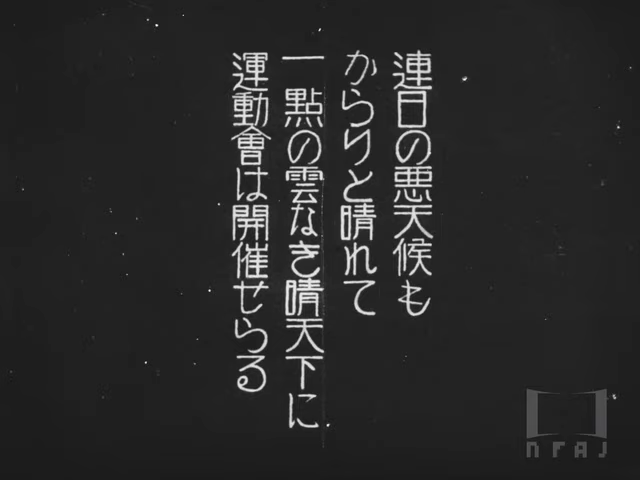 連日の悪天候も
からりと晴れて
一點の雲なき晴天下に
運動會は開催せらる
NFAJ